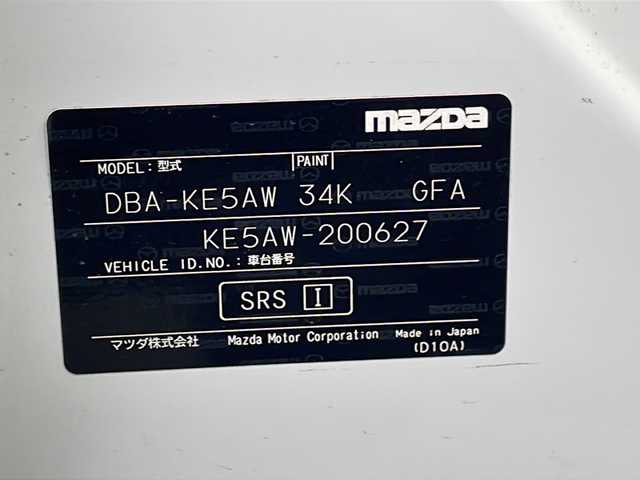 mazda
MODEL:型式 PAINT
DBA-KE5AW 34K GFA
KE5AW-200627
VEHICLE ID.NO.:車台番号
SRS I
マツダ株式会社 Mazda Motor Corporation Made in Japan
(D10A)